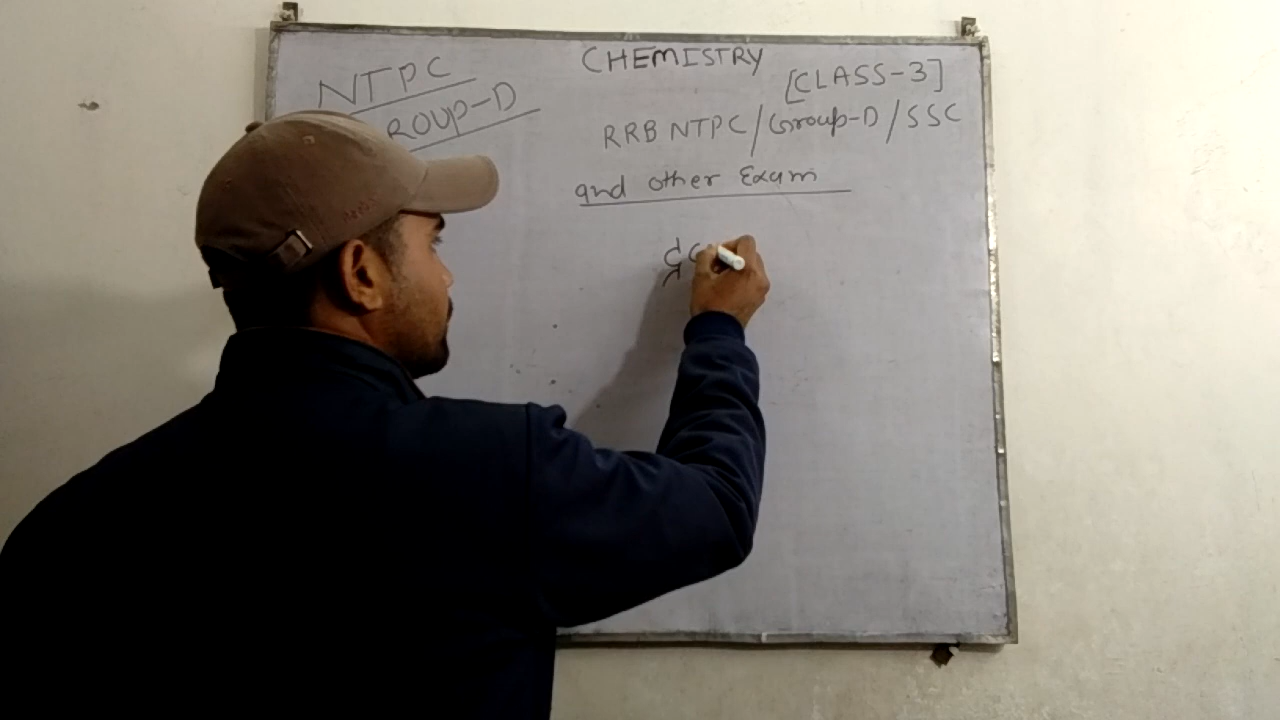 NTPC
ROUP-D
CHEMISTRY
[CLASS-3]
RRB NTPC/Group-D/SSC
and other Exam